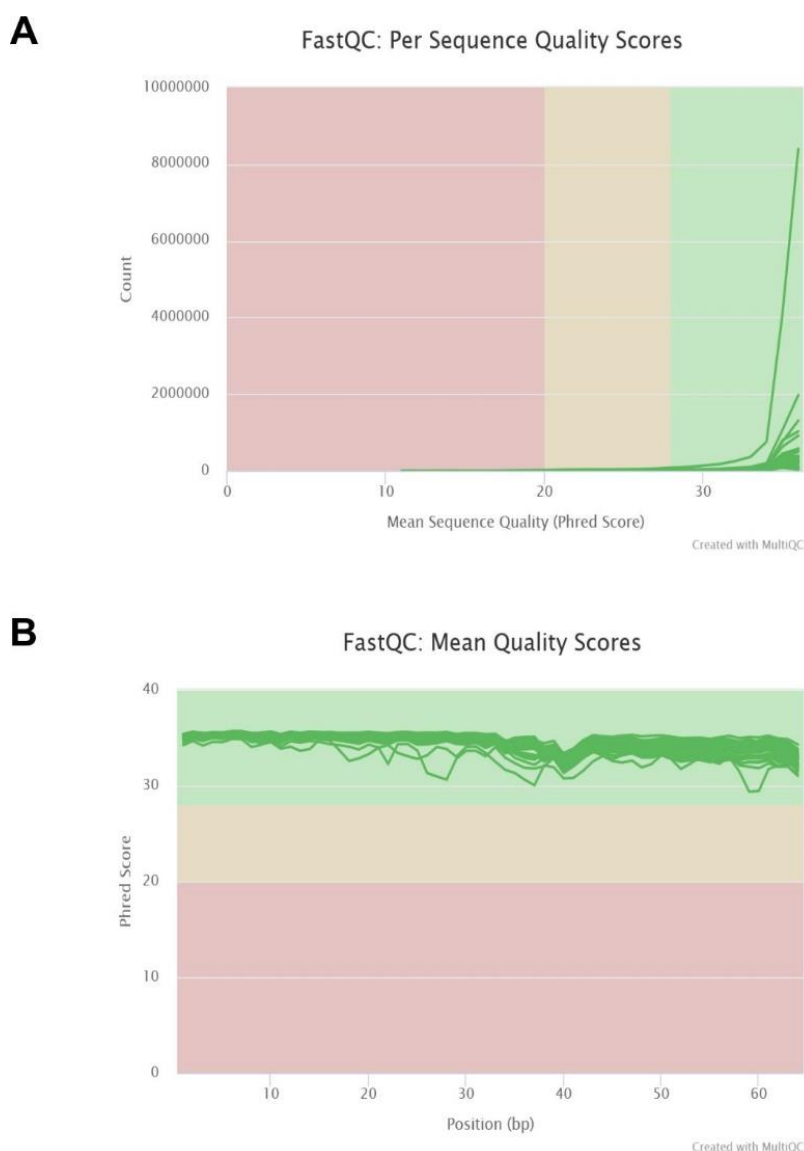 A
FastQC: Per Sequence Quality Scores
10000000
8000000
6000000
4000000
2000000
0
Count
0 10 20 30
Mean Sequence Quality (Phred Score)
Created with MultiQC
B
FastQC: Mean Quality Scores
40
30
20
10
0
Phred Score
10 20 30 40 50 60
Position (bp)
Created with MultiQC